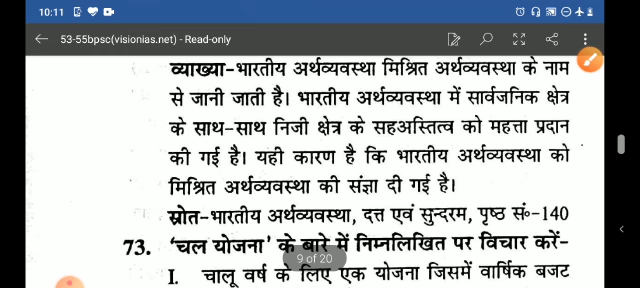 10:11
53-55bpsc(visionias.net) - Read-only
व्याख्या-भारतीय अर्थव्यवस्था मिश्रित अर्थव्यवस्था के नाम
से जानी जाती है। भारतीय अर्थव्यवस्था में सार्वजनिक क्षेत्र
के साथ-साथ निजी क्षेत्र के सहअस्तित्व को महत्ता प्रदान
की गई है। यही कारण है कि भारतीय अर्थव्यवस्था को
मिश्रित अर्थव्यवस्था की संज्ञा दी गई है।
स्रोत-भारतीय अर्थव्यवस्था, दत्त एवं सुन्दरम, पृष्ठ सं०-140
73. 'चल योजना' के बारे में निम्नलिखित पर विचार करें-
9 of 20
I. चालू वर्ष के लिए एक योजना जिसमें वार्षिक बजट